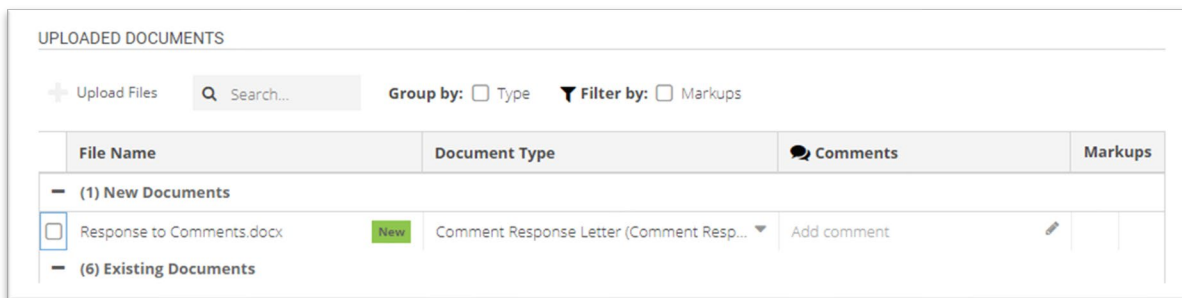 UPLOADED DOCUMENTS
Upload Files Search... Group by: Type Filter by: Markups
File Name Document Type Comments Markups
(1) New Documents
Response to Comments.docx New Comment Response Letter (Comment Resp... Add comment
(6) Existing Documents